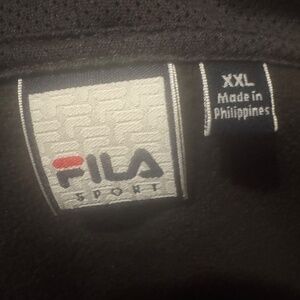 FILA
SPORT
XXL
Made in
Philippines